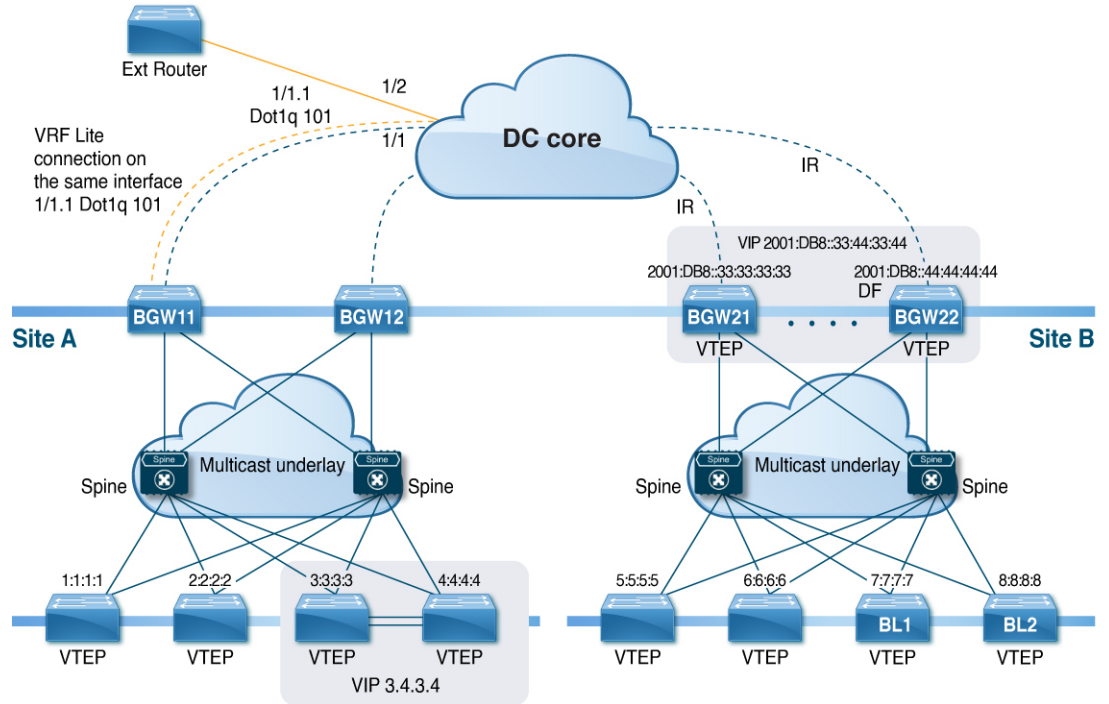 Ext Router
1/2
1/1.1
Dot1q 101
1/1
VRF Lite
connection on
the same interface
1/1.1 Dot1q 101
DC core
IR
IR
VIP 2001:DB8::33:44:33:44
2001:DB8::33:33:33:33
2001:DB8::44:44:44:44
DF
BGW11
BGW12
BGW21
BGW22
Site A
Site B
VTEP
VTEP
Spine
Spine
Multicast underlay
Spine
Spine
Spine
Spine
Multicast underlay
Spine
Spine
1:1:1:1
2:2:2:2
3:3:3:3
4:4:4:4
5:5:5:5
6:6:6:6
7:7:7:7
8:8:8:8
BL1
BL2
VTEP
VTEP
VTEP
VTEP
VTEP
VTEP
VTEP
VTEP
VIP 3.4.3.4